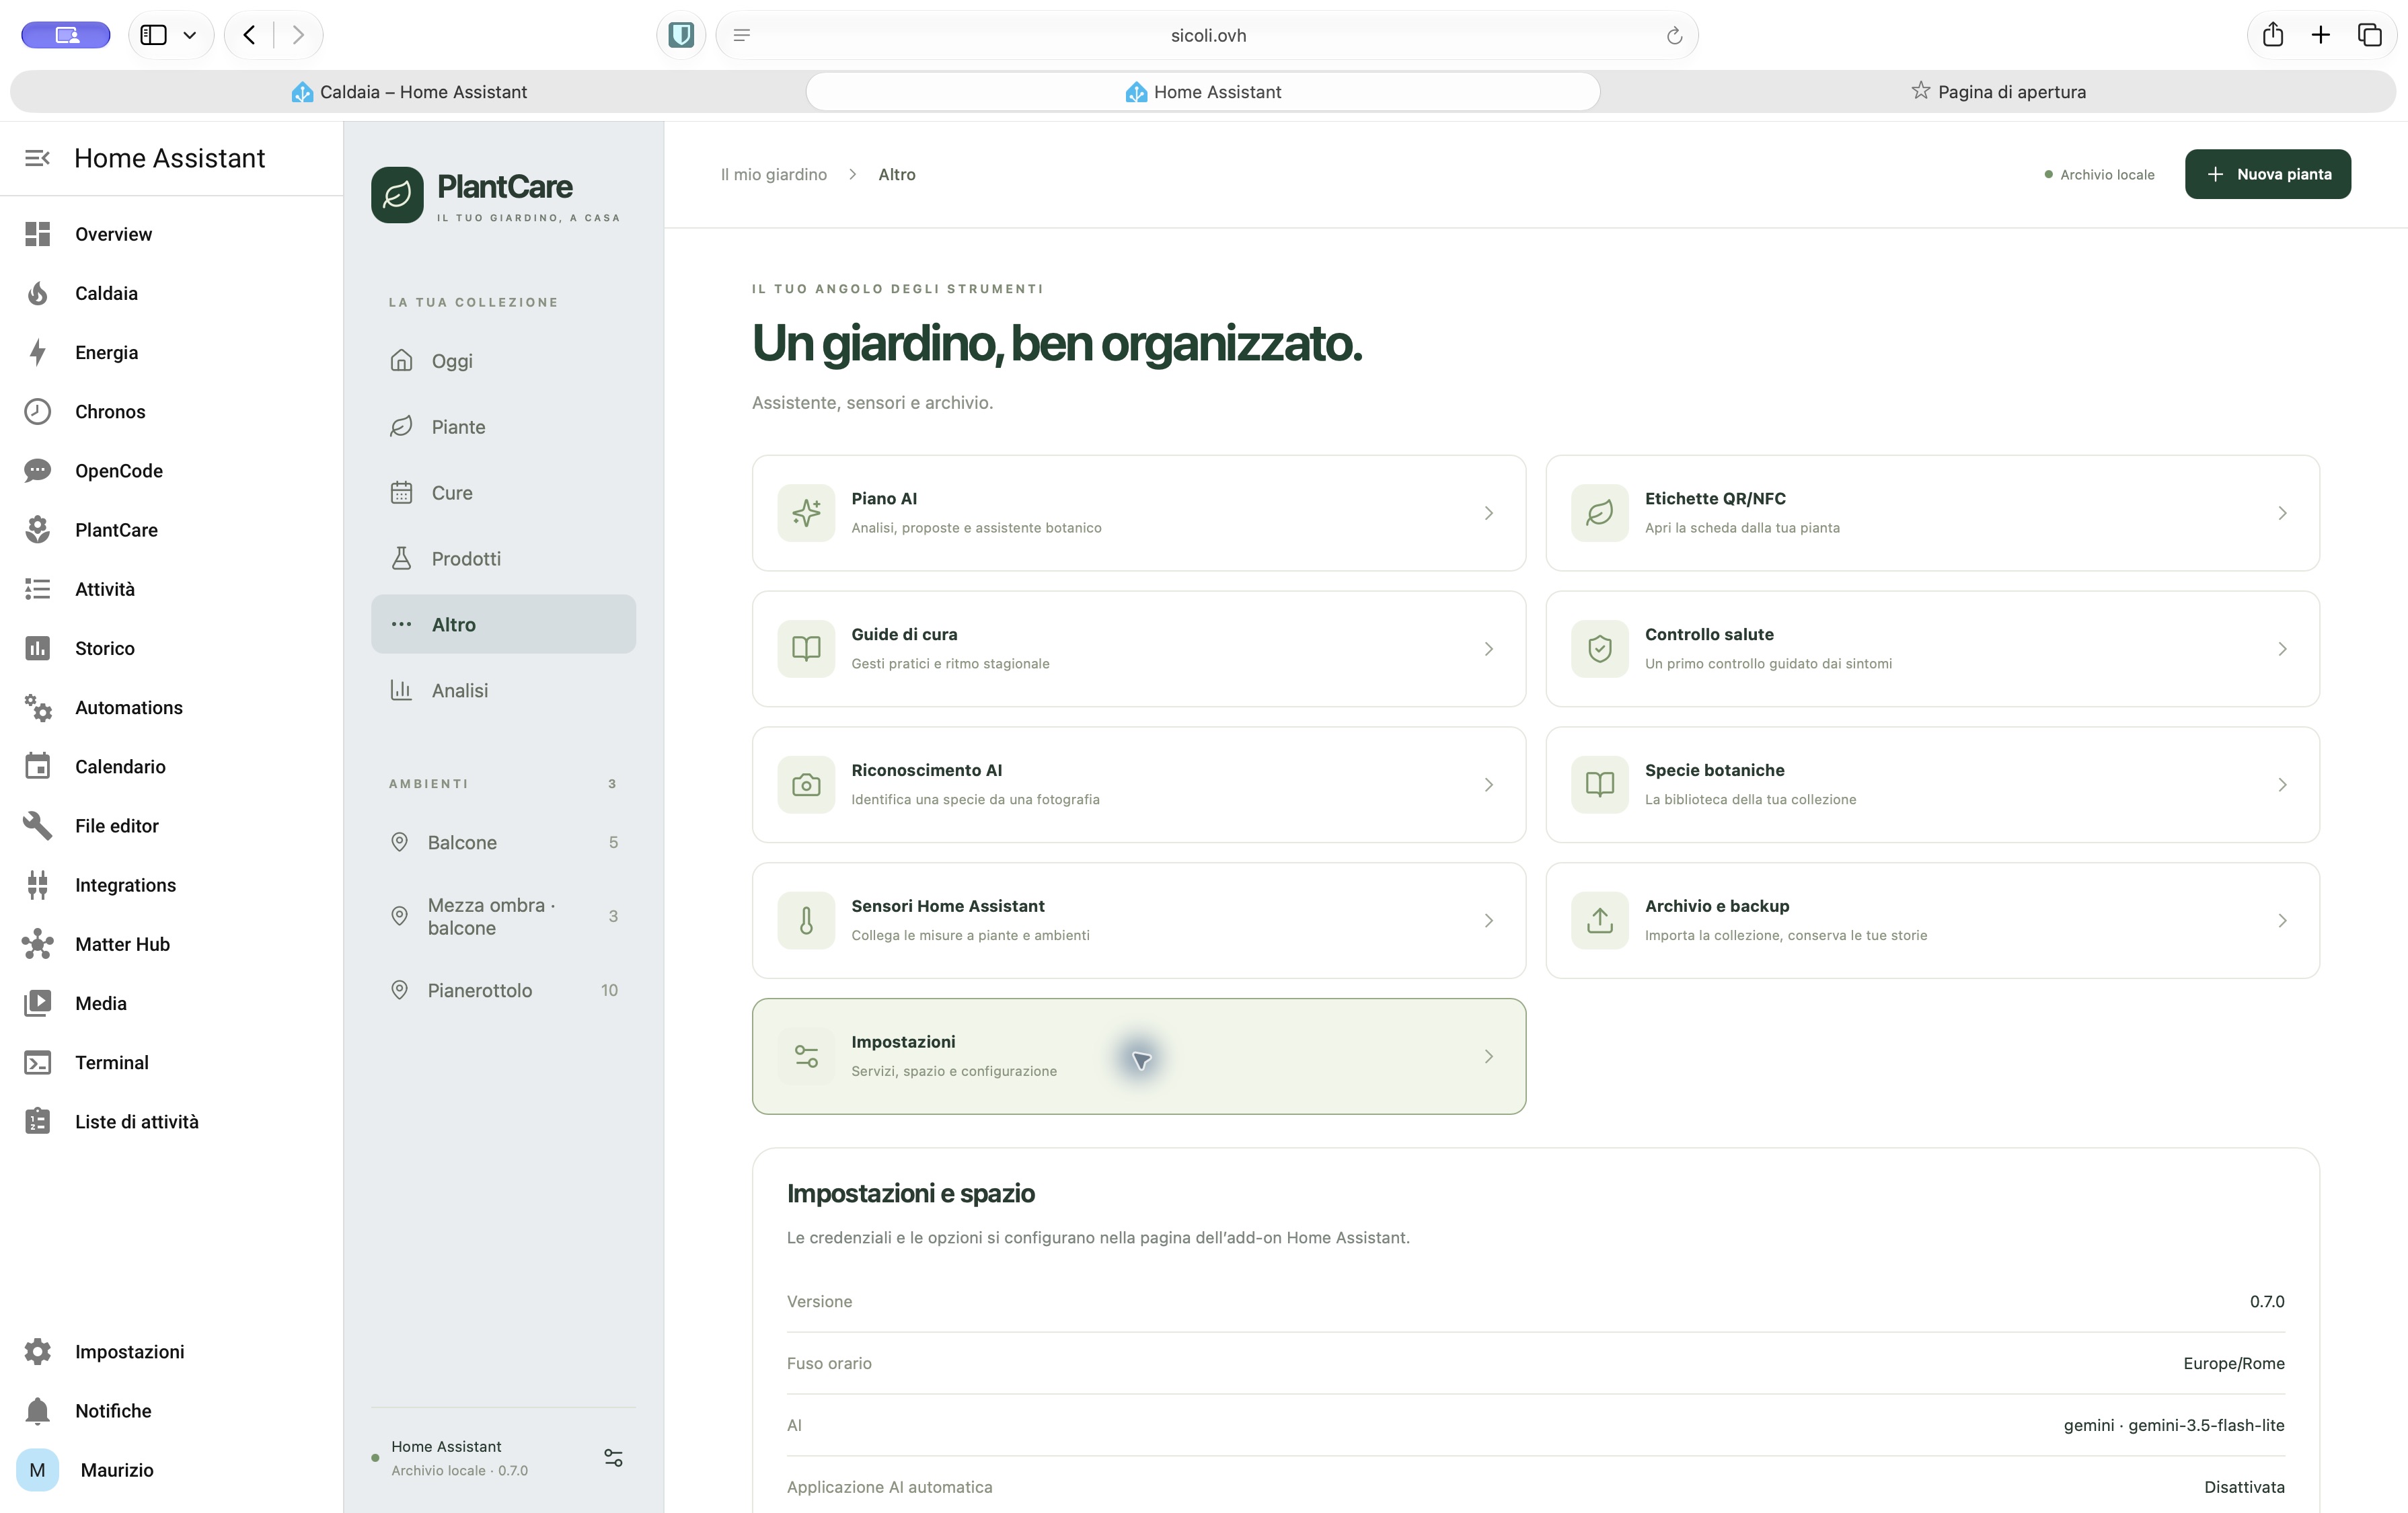 sicoli.ovh
Caldaia – Home Assistant
Home Assistant
Pagina di apertura
Home Assistant
Overview
Caldaia
Energia
Chronos
OpenCode
PlantCare
Attività
Storico
Automations
Calendario
File editor
Integrations
Matter Hub
Media
Terminal
Liste di attività
Impostazioni
Notifiche
M
Maurizio
PlantCare
IL TUO GIARDINO, A CASA
LA TUA COLLEZIONE
Oggi
Piante
Cure
Prodotti
Altro
Analisi
AMBIENTI 3
Balcone 5
Mezza ombra ·
balcone 3
Pianerottolo 10
Home Assistant
Archivio locale · 0.7.0
Il mio giardino > Altro
Archivio locale
+ Nuova pianta
IL TUO ANGOLO DEGLI STRUMENTI
Un giardino, ben organizzato.
Assistente, sensori e archivio.
Piano AI
Analisi, proposte e assistente botanico
Etichette QR/NFC
Apri la scheda dalla tua pianta
Guide di cura
Gesti pratici e ritmo stagionale
Controllo salute
Un primo controllo guidato dai sintomi
Riconoscimento AI
Identifica una specie da una fotografia
Specie botaniche
La biblioteca della tua collezione
Sensori Home Assistant
Collega le misure a piante e ambienti
Archivio e backup
Importa la collezione, conserva le tue storie
Impostazioni
Servizi, spazio e configurazione
Impostazioni e spazio
Le credenziali e le opzioni si configurano nella pagina dell’add-on Home Assistant.
Versione 0.7.0
Fuso orario Europe/Rome
AI gemini · gemini-3.5-flash-lite
Applicazione AI automatica Disattivata